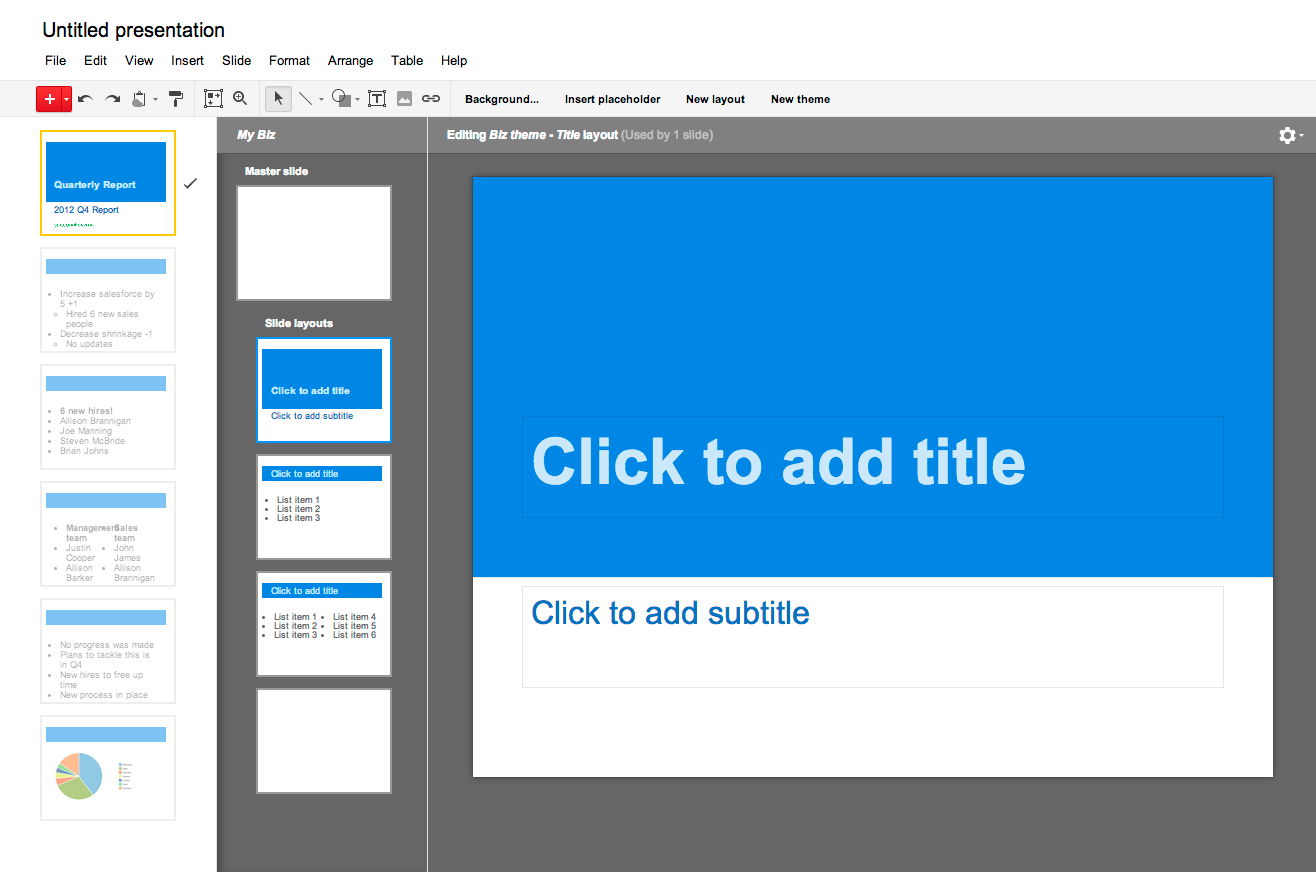 Untitled presentation
File Edit View Insert Slide Format Arrange Table Help
Background... Insert placeholder New layout New theme
Quarterly Report
2012 Q4 Report
Increase salesforce by
5 +1
Hired 6 new sales
people
Decrease shrinkage -1
No updates
6 new hires!
Allison Brannigan
Joe Manning
Steven McBride
Brian Johns
Management
team
Justin
Cooper
Allison
Barker
Sales
team
John
James
Allison
Brannigan
No progress was made
Plans to tackle this is
in Q4
New hires to free up
time
New process in place
My Biz
Master slide
Slide layouts
Click to add title
Click to add subtitle
Click to add title
List item 1
List item 2
List item 3
Click to add title
List item 1
List item 2
List item 3
List item 4
List item 5
List item 6
Editing Biz theme - Title layout (Used by 1 slide)
Click to add title
Click to add subtitle